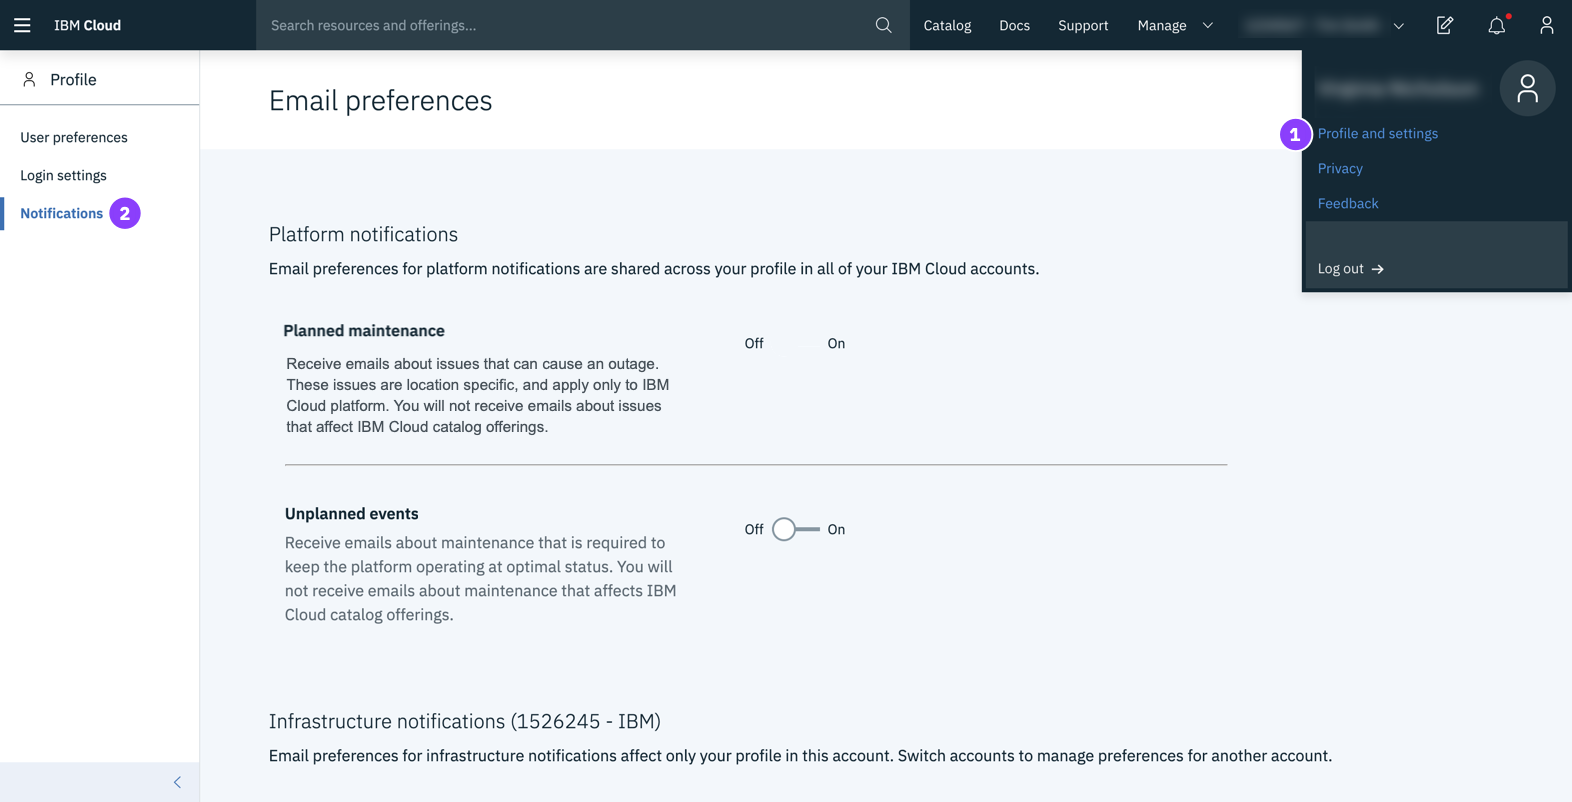 IBM Cloud
Search resources and offerings...
Catalog
Docs
Support
Manage
Profile
User preferences
Login settings
Notifications 2
Email preferences
1 Profile and settings
Privacy
Feedback
Log out →
Platform notifications
Email preferences for platform notifications are shared across your profile in all of your IBM Cloud accounts.
Planned maintenance
Off On
Receive emails about issues that can cause an outage.
These issues are location specific, and apply only to IBM
Cloud platform. You will not receive emails about issues
that affect IBM Cloud catalog offerings.
Unplanned events
Off On
Receive emails about maintenance that is required to
keep the platform operating at optimal status. You will
not receive emails about maintenance that affects IBM
Cloud catalog offerings.
Infrastructure notifications (1526245 - IBM)
Email preferences for infrastructure notifications affect only your profile in this account. Switch accounts to manage preferences for another account.